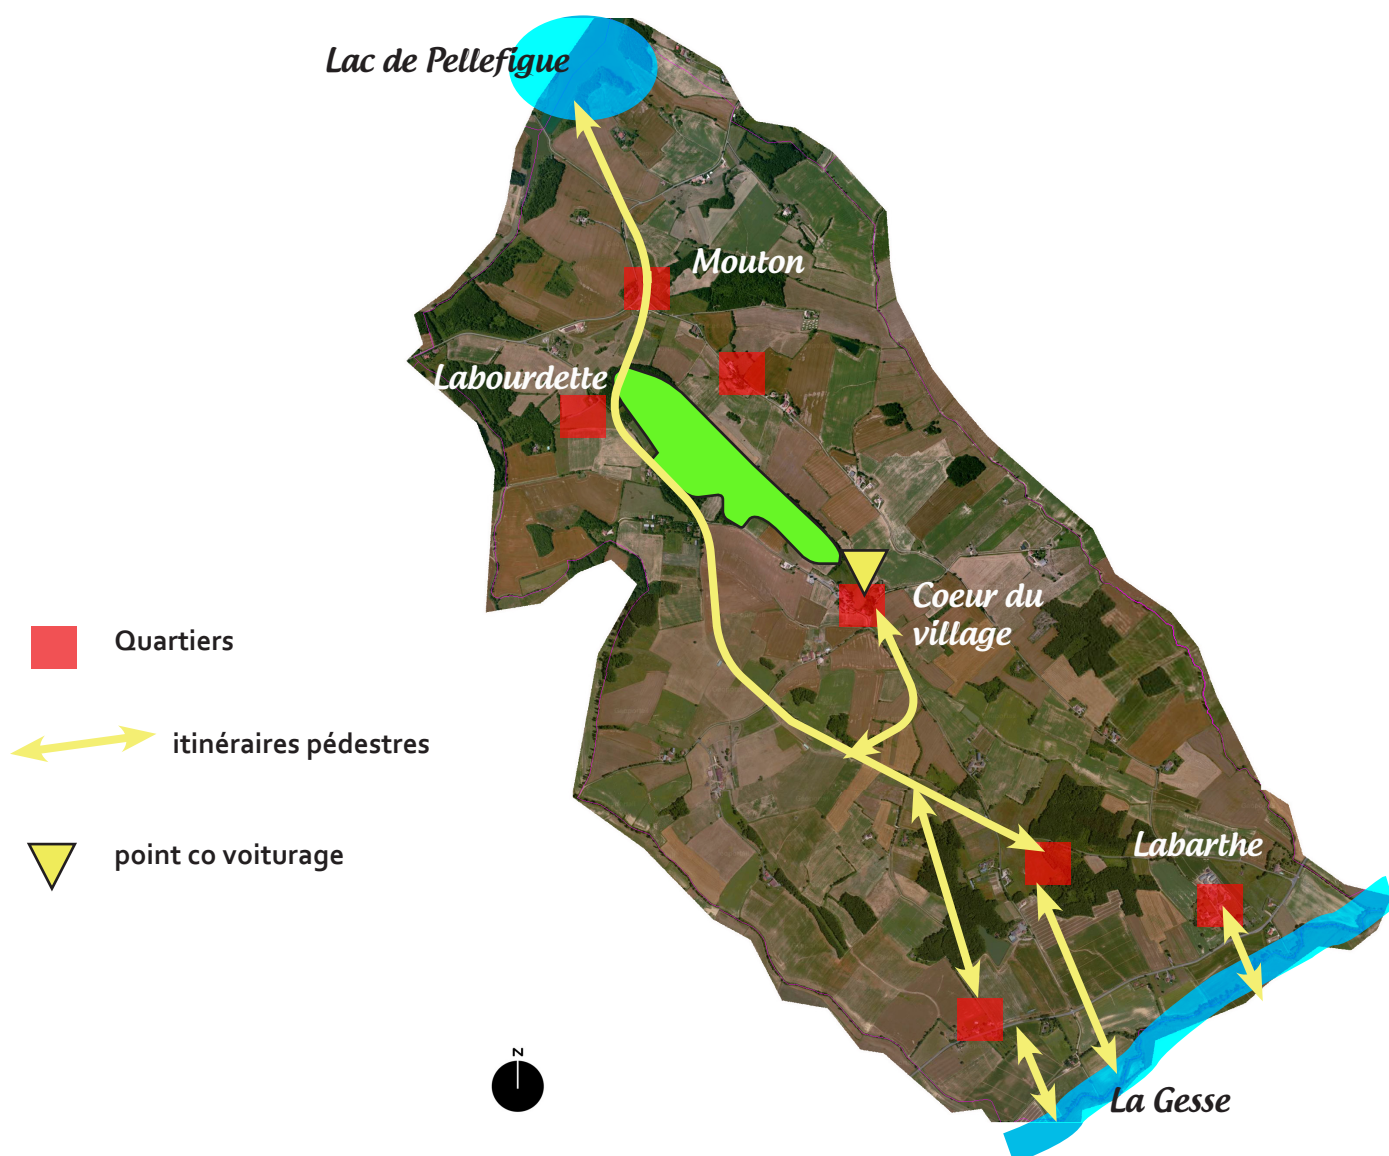 Lac de Pellefigue
Mouton
Labourdette
Coeur du
village
Quartiers
itinéraires pédestres
point co voiturage
Labarthe
N
La Gesse